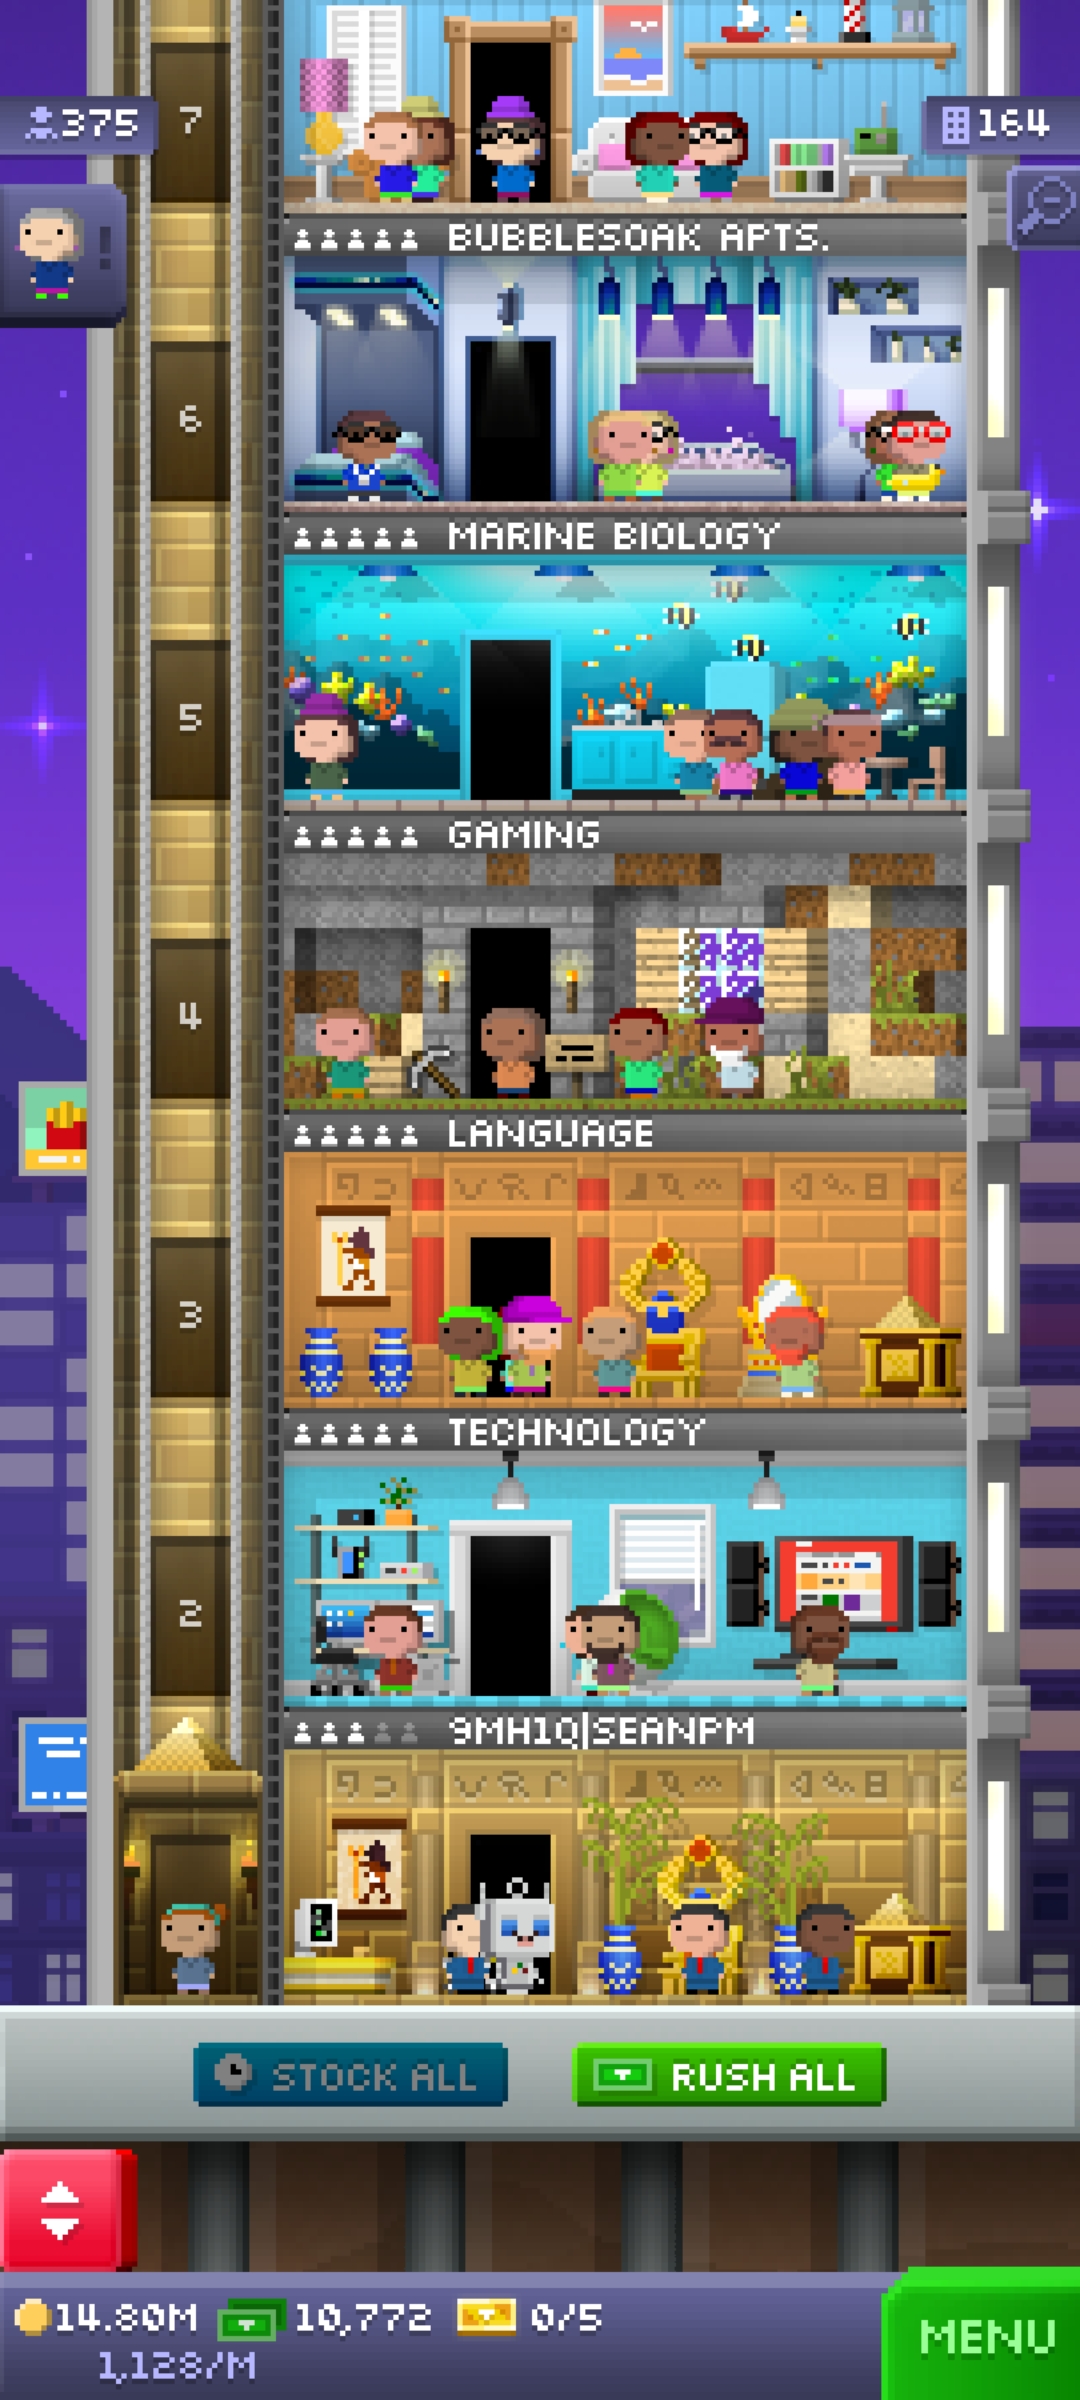 7
375
164
!
BUBBLESOAK APTS.
6
MARINE BIOLOGY
5
GAMING
4
LANGUAGE
3
TECHNOLOGY
2
9MH1Q|SEANPM
STOCK ALL
RUSH ALL
14.80M
10,772
0/5
1,128/M
MENU